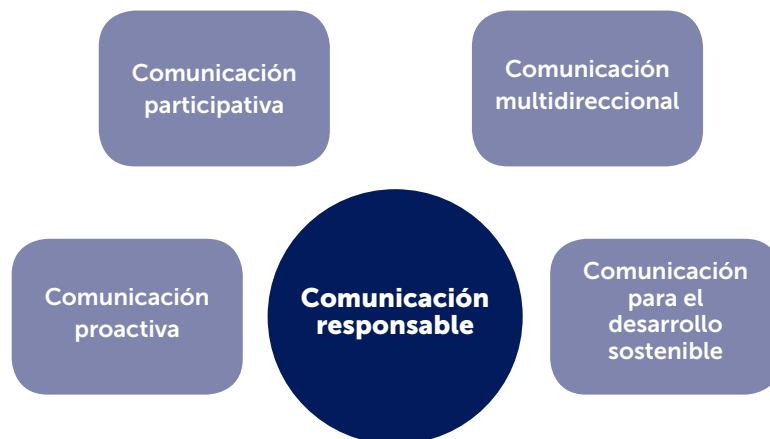 Comunicación
participativa
Comunicación
multidireccional
Comunicación
proactiva
Comunicación
responsable
Comunicación
para el
desarrollo
sostenible